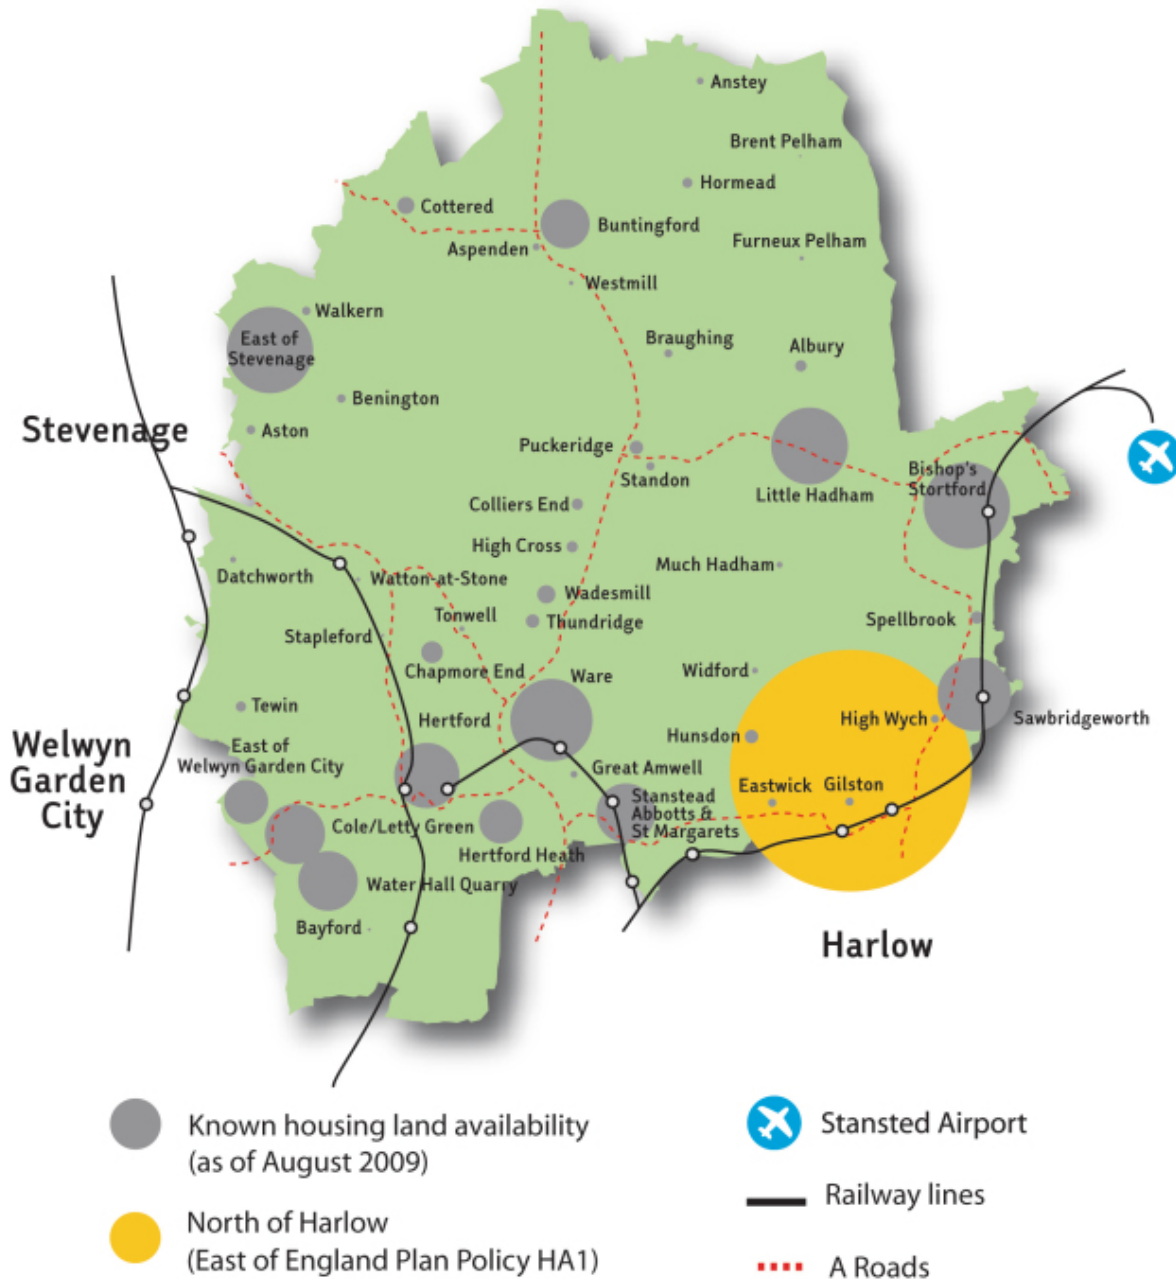 Anstey
Brent Pelham
Hormead
Cottered
Buntingford
Furneux Pelham
Aspenden
Westmill
Walkern
East of
Stevenage
Braughing
Albury
Benington
Stevenage
Aston
Puckeridge
Standon
Bishop's
Stortford
Little Hadham
Colliers End
High Cross
Much Hadham
Datchworth
Watton-at-Stone
Wadesmill
Tonwell
Thundridge
Spellbrook
Stapleford
Chapmore End
Widford
Ware
Tewin
Hertford
High Wych
Sawbridgeworth
Hunsdon
Welwyn
Garden
City
East of
Welwyn Garden City
Great Amwell
Eastwick
Gilston
Stanstead
Abbotts &
St Margarets
Cole/Letty Green
Hertford Heath
Water Hall Quarry
Bayford
Harlow
Known housing land availability
(as of August 2009)
North of Harlow
(East of England Plan Policy HA1)
Stansted Airport
Railway lines
A Roads